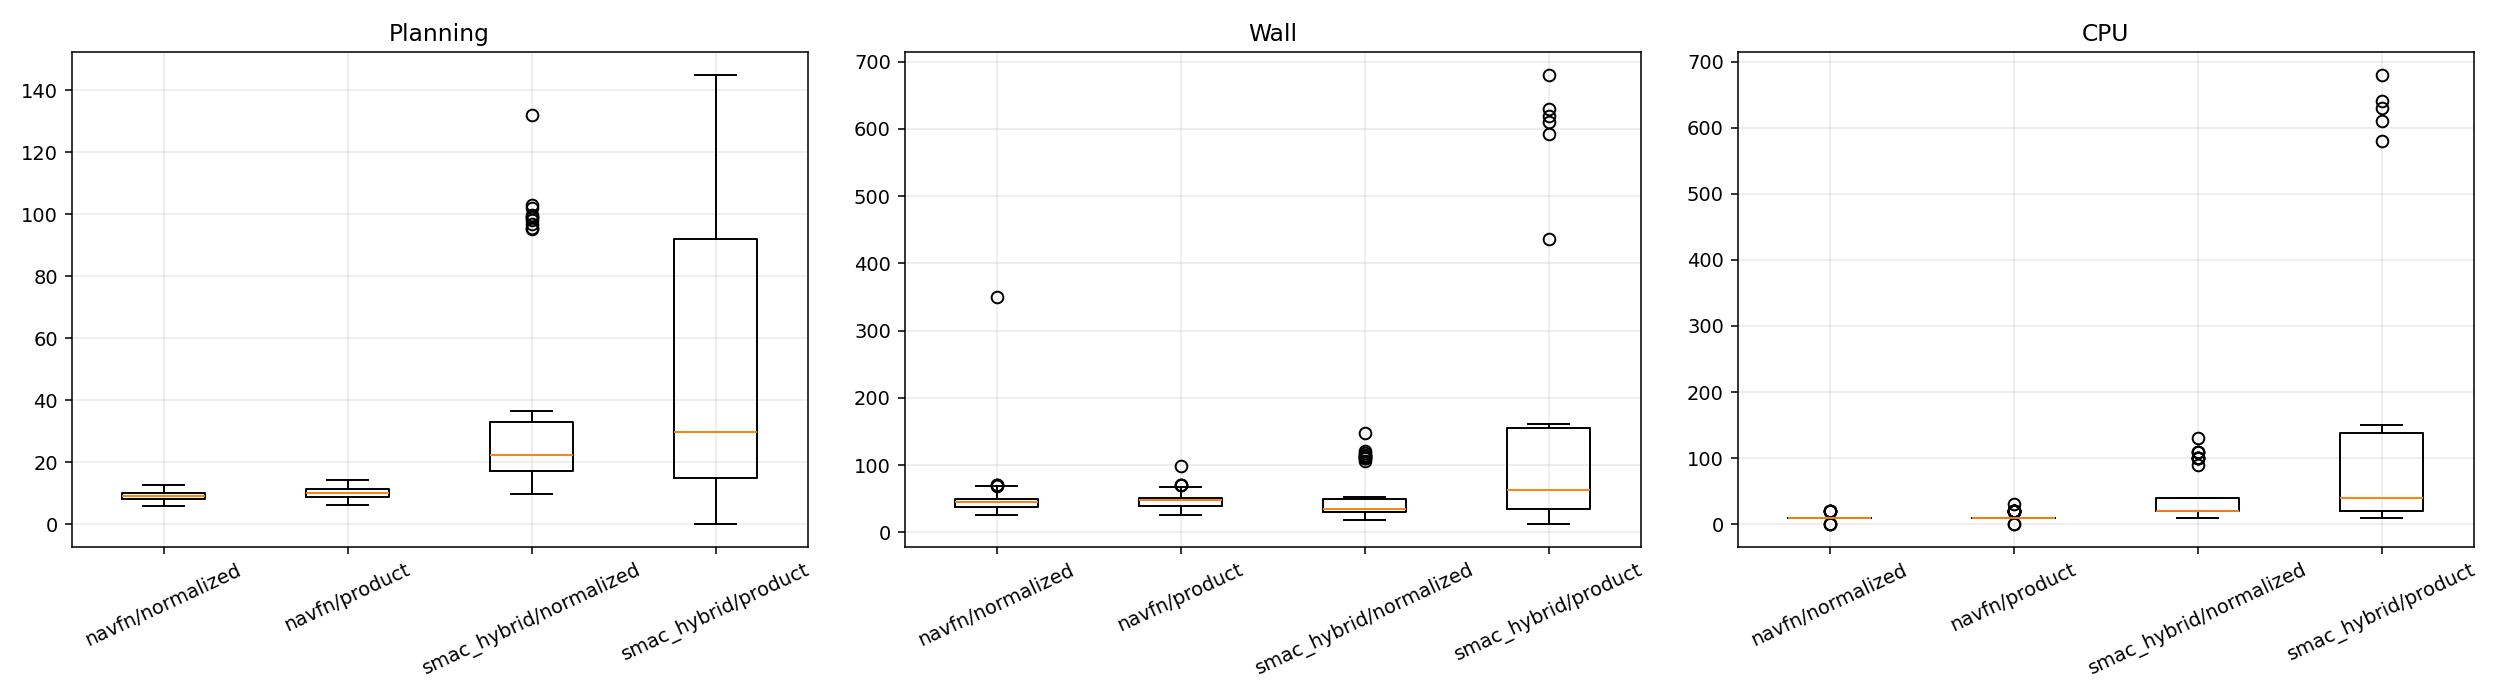 Planning
140
120
100
80
60
40
20
0
navfn/normalized
navfn/product
smac_hybrid/normalized
smac_hybrid/product
Wall
700
600
500
400
300
200
100
0
navfn/normalized
navfn/product
smac_hybrid/normalized
smac_hybrid/product
CPU
700
600
500
400
300
200
100
0
navfn/normalized
navfn/product
smac_hybrid/normalized
smac_hybrid/product